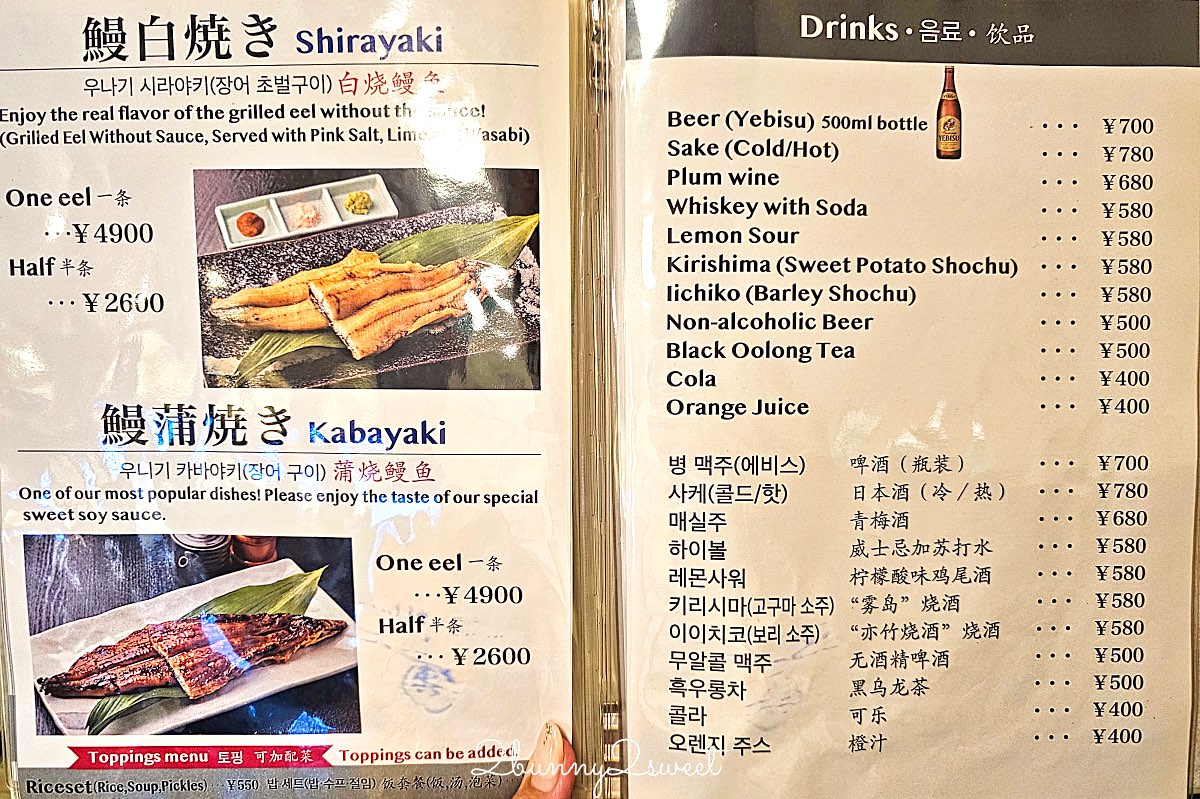 鰻白焼き Shirayaki
우나기 시라야키(장어 초벌구이) 白烧鳗鱼
Enjoy the real flavor of the grilled eel without the sauce!
(Grilled Eel Without Sauce, Served with Pink Salt, Lime Wasabi)
One eel 一条
···¥4900
Half 半条
···¥2600
鰻蒲焼き Kabayaki
우니기 카바야키(장어 구이) 蒲烧鳗鱼
One of our most popular dishes! Please enjoy the taste of our special
sweet soy sauce.
One eel 一条
···¥4900
Half 半条
···¥2600
Toppings menu 토핑 可加配菜 Toppings can be added.
Riceset(Rice,Soup,Pickles)···¥550 밥 세트(밥·수프·절임) 饭套餐(饭,汤,泡菜)···
Drinks·음료·饮品
YEBISU
Beer (Yebisu) 500ml bottle ··· ¥700
Sake (Cold/Hot) ··· ¥780
Plum wine ··· ¥680
Whiskey with Soda ··· ¥580
Lemon Sour ··· ¥580
Kirishima (Sweet Potato Shochu) ··· ¥580
Iichiko (Barley Shochu) ··· ¥580
Non-alcoholic Beer ··· ¥500
Black Oolong Tea ··· ¥500
Cola ··· ¥400
Orange Juice ··· ¥400
병 맥주(에비스) 啤酒（瓶装） ··· ¥700
사케(콜드/핫) 日本酒（冷／热） ··· ¥780
매실주 青梅酒 ··· ¥680
하이볼 威士忌加苏打水 ··· ¥580
레몬사워 柠檬酸味鸡尾酒 ··· ¥580
키리시마(고구마 소주) “雾岛”烧酒 ··· ¥580
이이치코(보리 소주) “亦竹烧酒”烧酒 ··· ¥580
무알콜 맥주 无酒精啤酒 ··· ¥500
흑우롱차 黑乌龙茶 ··· ¥500
콜라 可乐 ··· ¥400
오렌지 주스 橙汁 ··· ¥400
2bunny2sweet